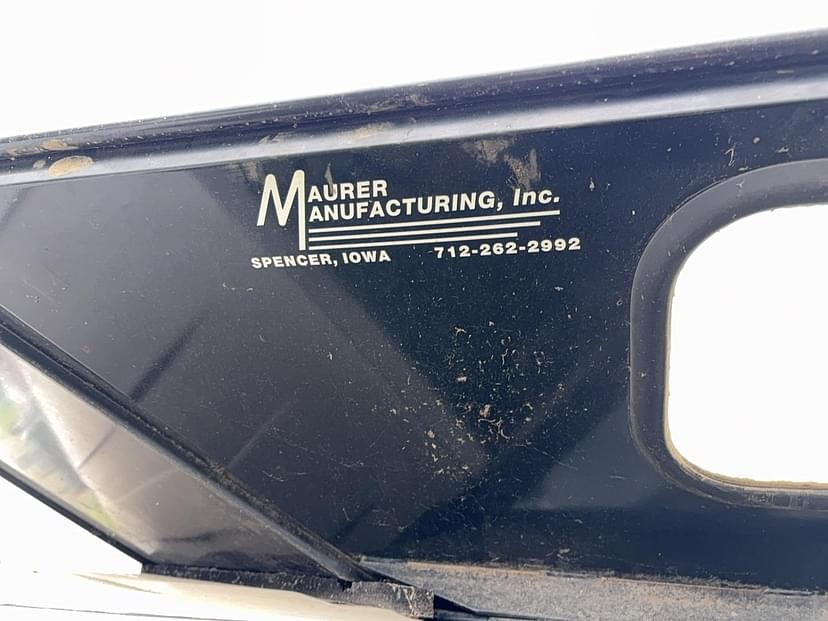 MAURER
MANUFACTURING, Inc.
SPENCER, IOWA 712-262-2992